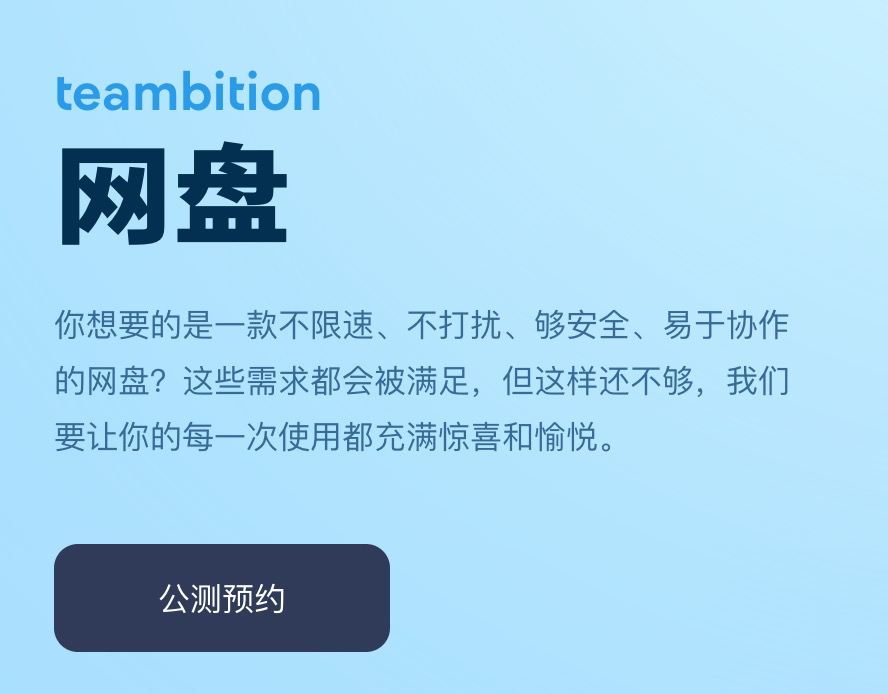 teambition
网盘
你想要的是一款不限速、不打扰、够安全、易于协作
的网盘？这些需求都会被满足，但这样还不够，我们
要让你的每一次使用都充满惊喜和愉悦。
公测预约